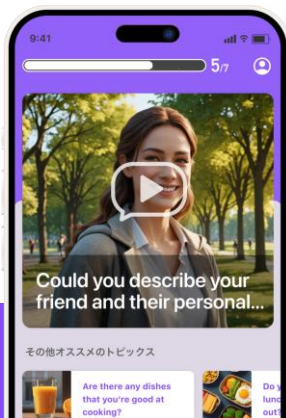 9:41
5/7
Could you describe your
friend and their personal...
その他オススメのトピックス
Are there any dishes
that you're good at
cooking?
Do y
lunc
out?